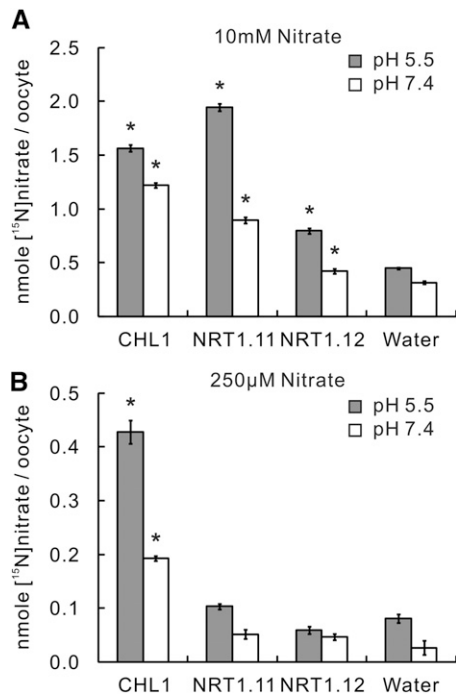 A
10mM Nitrate
pH 5.5
pH 7.4
nmole [¹⁵N]nitrate / oocyte
2.5
2.0
1.5
1.0
0.5
0.0
* * * * * *
CHL1 NRT1.11 NRT1.12 Water
B
250μM Nitrate
pH 5.5
pH 7.4
nmole [¹⁵N]nitrate/oocyte
0.5
0.4
0.3
0.2
0.1
0.0
* *
CHL1 NRT1.11 NRT1.12 Water